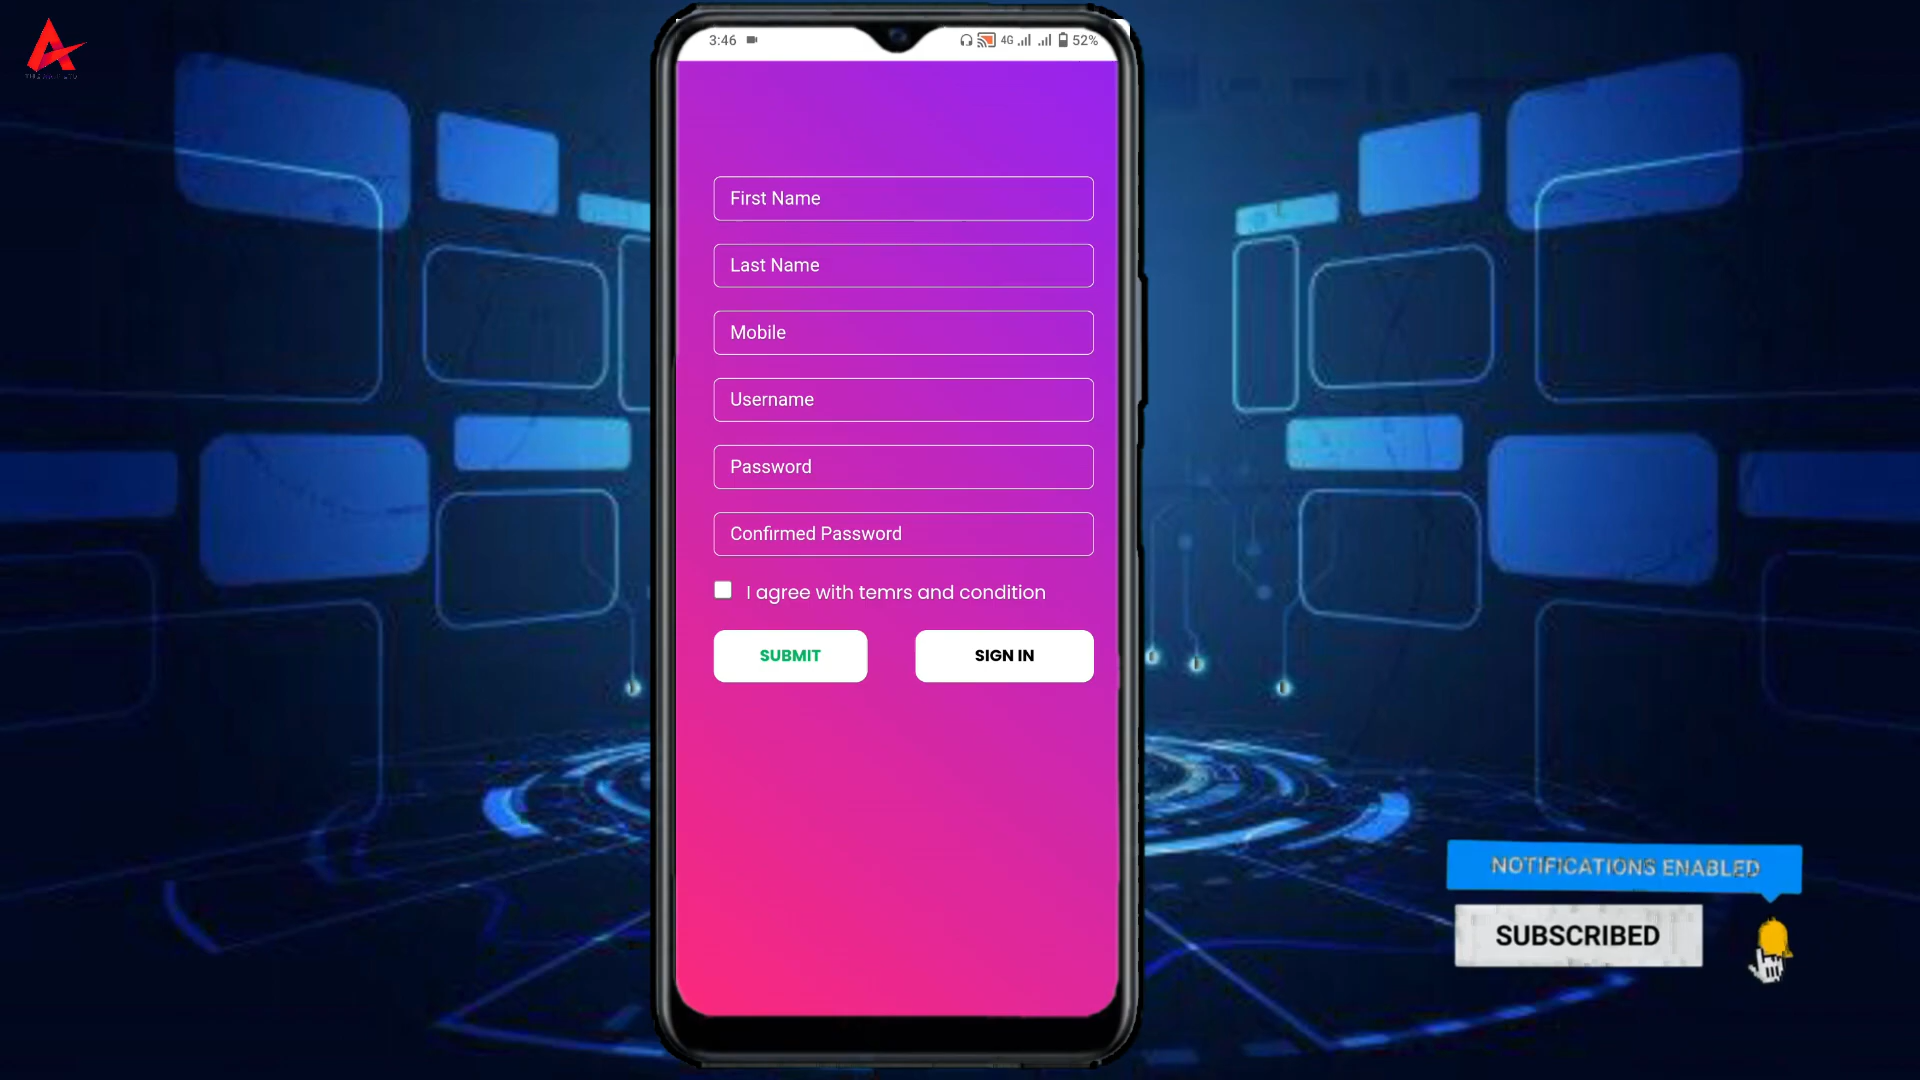 3:46
4G
52%
First Name
Last Name
Mobile
Username
Password
Confirmed Password
I agree with temrs and condition
SUBMIT
SIGN IN
NOTIFICATIONS ENABLED
SUBSCRIBED